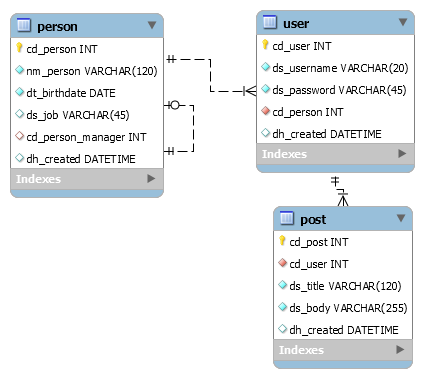 person
cd_person INT
nm_person VARCHAR(120)
dt_birthdate DATE
ds_job VARCHAR(45)
cd_person_manager INT
dh_created DATETIME
Indexes
user
cd_user INT
ds_username VARCHAR(20)
ds_password VARCHAR(45)
cd_person INT
dh_created DATETIME
Indexes
post
cd_post INT
cd_user INT
ds_title VARCHAR(120)
ds_body VARCHAR(255)
dh_created DATETIME
Indexes